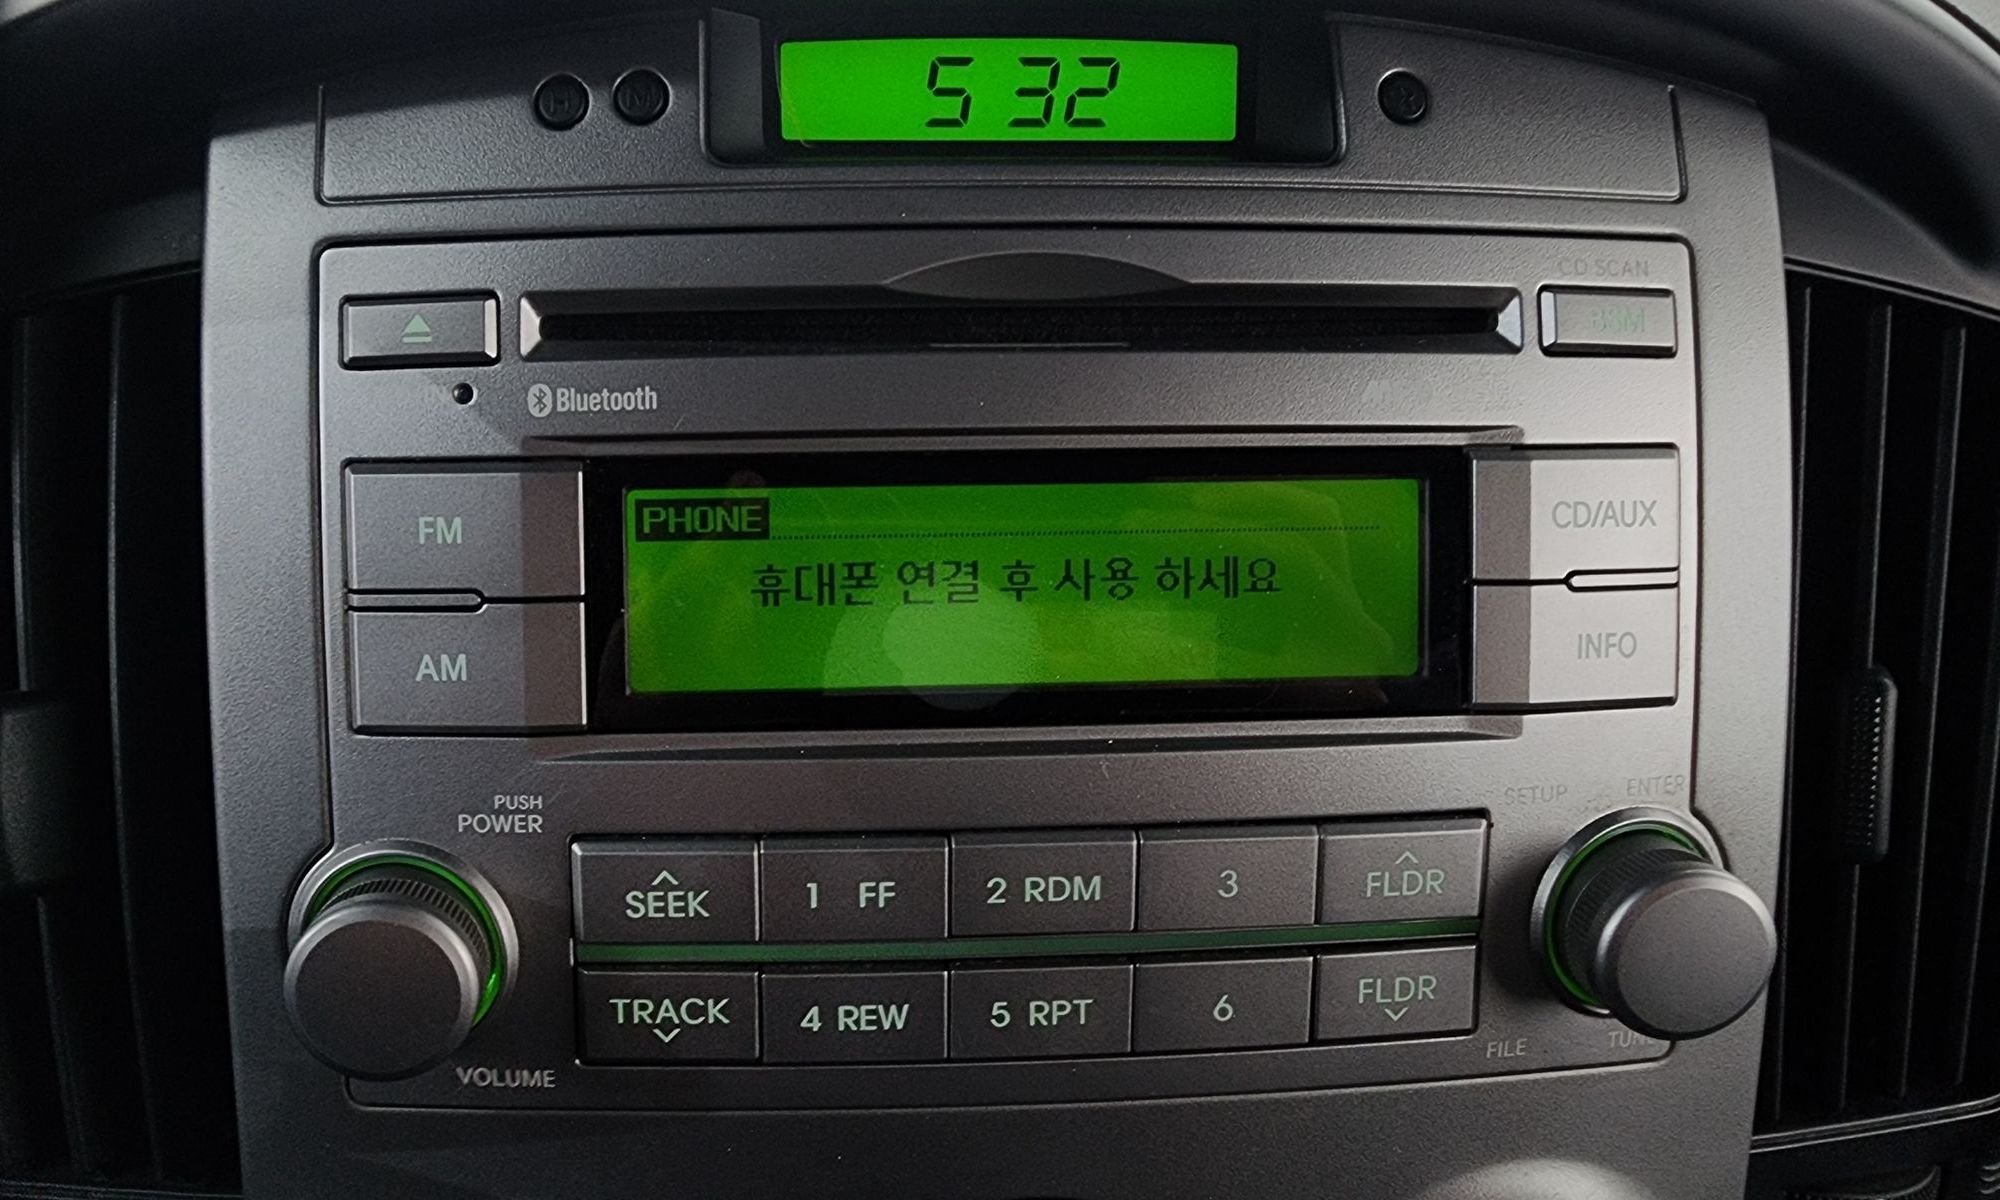 5 32
H
M
R
CD SCAN
Bluetooth
FM
PHONE
CD/AUX
휴대폰 연결 후 사용 하세요
AM
INFO
PUSH
POWER
SETUP
ENTER
SEEK
1 FF
2 RDM
3
FLDR
TRACK
4 REW
5 RPT
6
FLDR
VOLUME
FILE